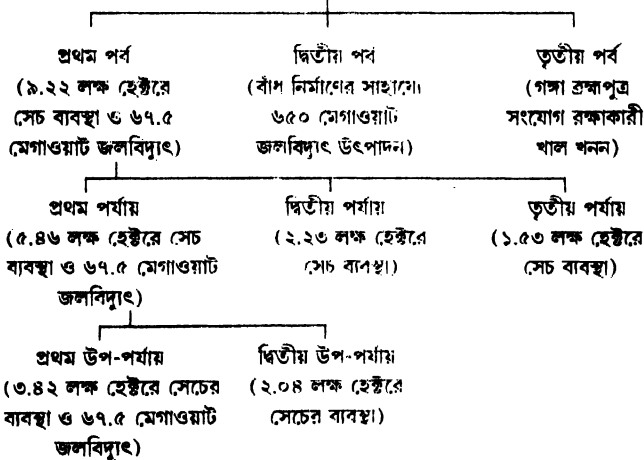 প্রথম পর্ব
(৯.২২ লক্ষ হেক্টরে
সেচ ব্যবস্থা ও ৬৭.৫
মেগাওয়াট জলবিদ্যুৎ)
দ্বিতীয় পর্ব
(বাঁধ নির্মাণের সাহায্যে
৬৫০ মেগাওয়াট
জলবিদ্যুৎ উৎপাদন)
তৃতীয় পর্ব
(গঙ্গা ব্রহ্মপুত্র
সংযোগ রক্ষাকারী
খাল খনন)
প্রথম পর্যায়
(৫.৪৬ লক্ষ হেক্টরে সেচ
ব্যবস্থা ও ৬৭.৫ মেগাওয়াট
জলবিদ্যুৎ)
দ্বিতীয় পর্যায়
(২.২৩ লক্ষ হেক্টরে
সেচ ব্যবস্থা)
তৃতীয় পর্যায়
(১.৫৩ লক্ষ হেক্টরে
সেচ ব্যবস্থা)
প্রথম উপ-পর্যায়
(৩.৪২ লক্ষ হেক্টরে সেচের
ব্যবস্থা ও ৬৭.৫ মেগাওয়াট
জলবিদ্যুৎ)
দ্বিতীয় উপ-পর্যায়
(২.০৪ লক্ষ হেক্টরে
সেচের ব্যবস্থা)